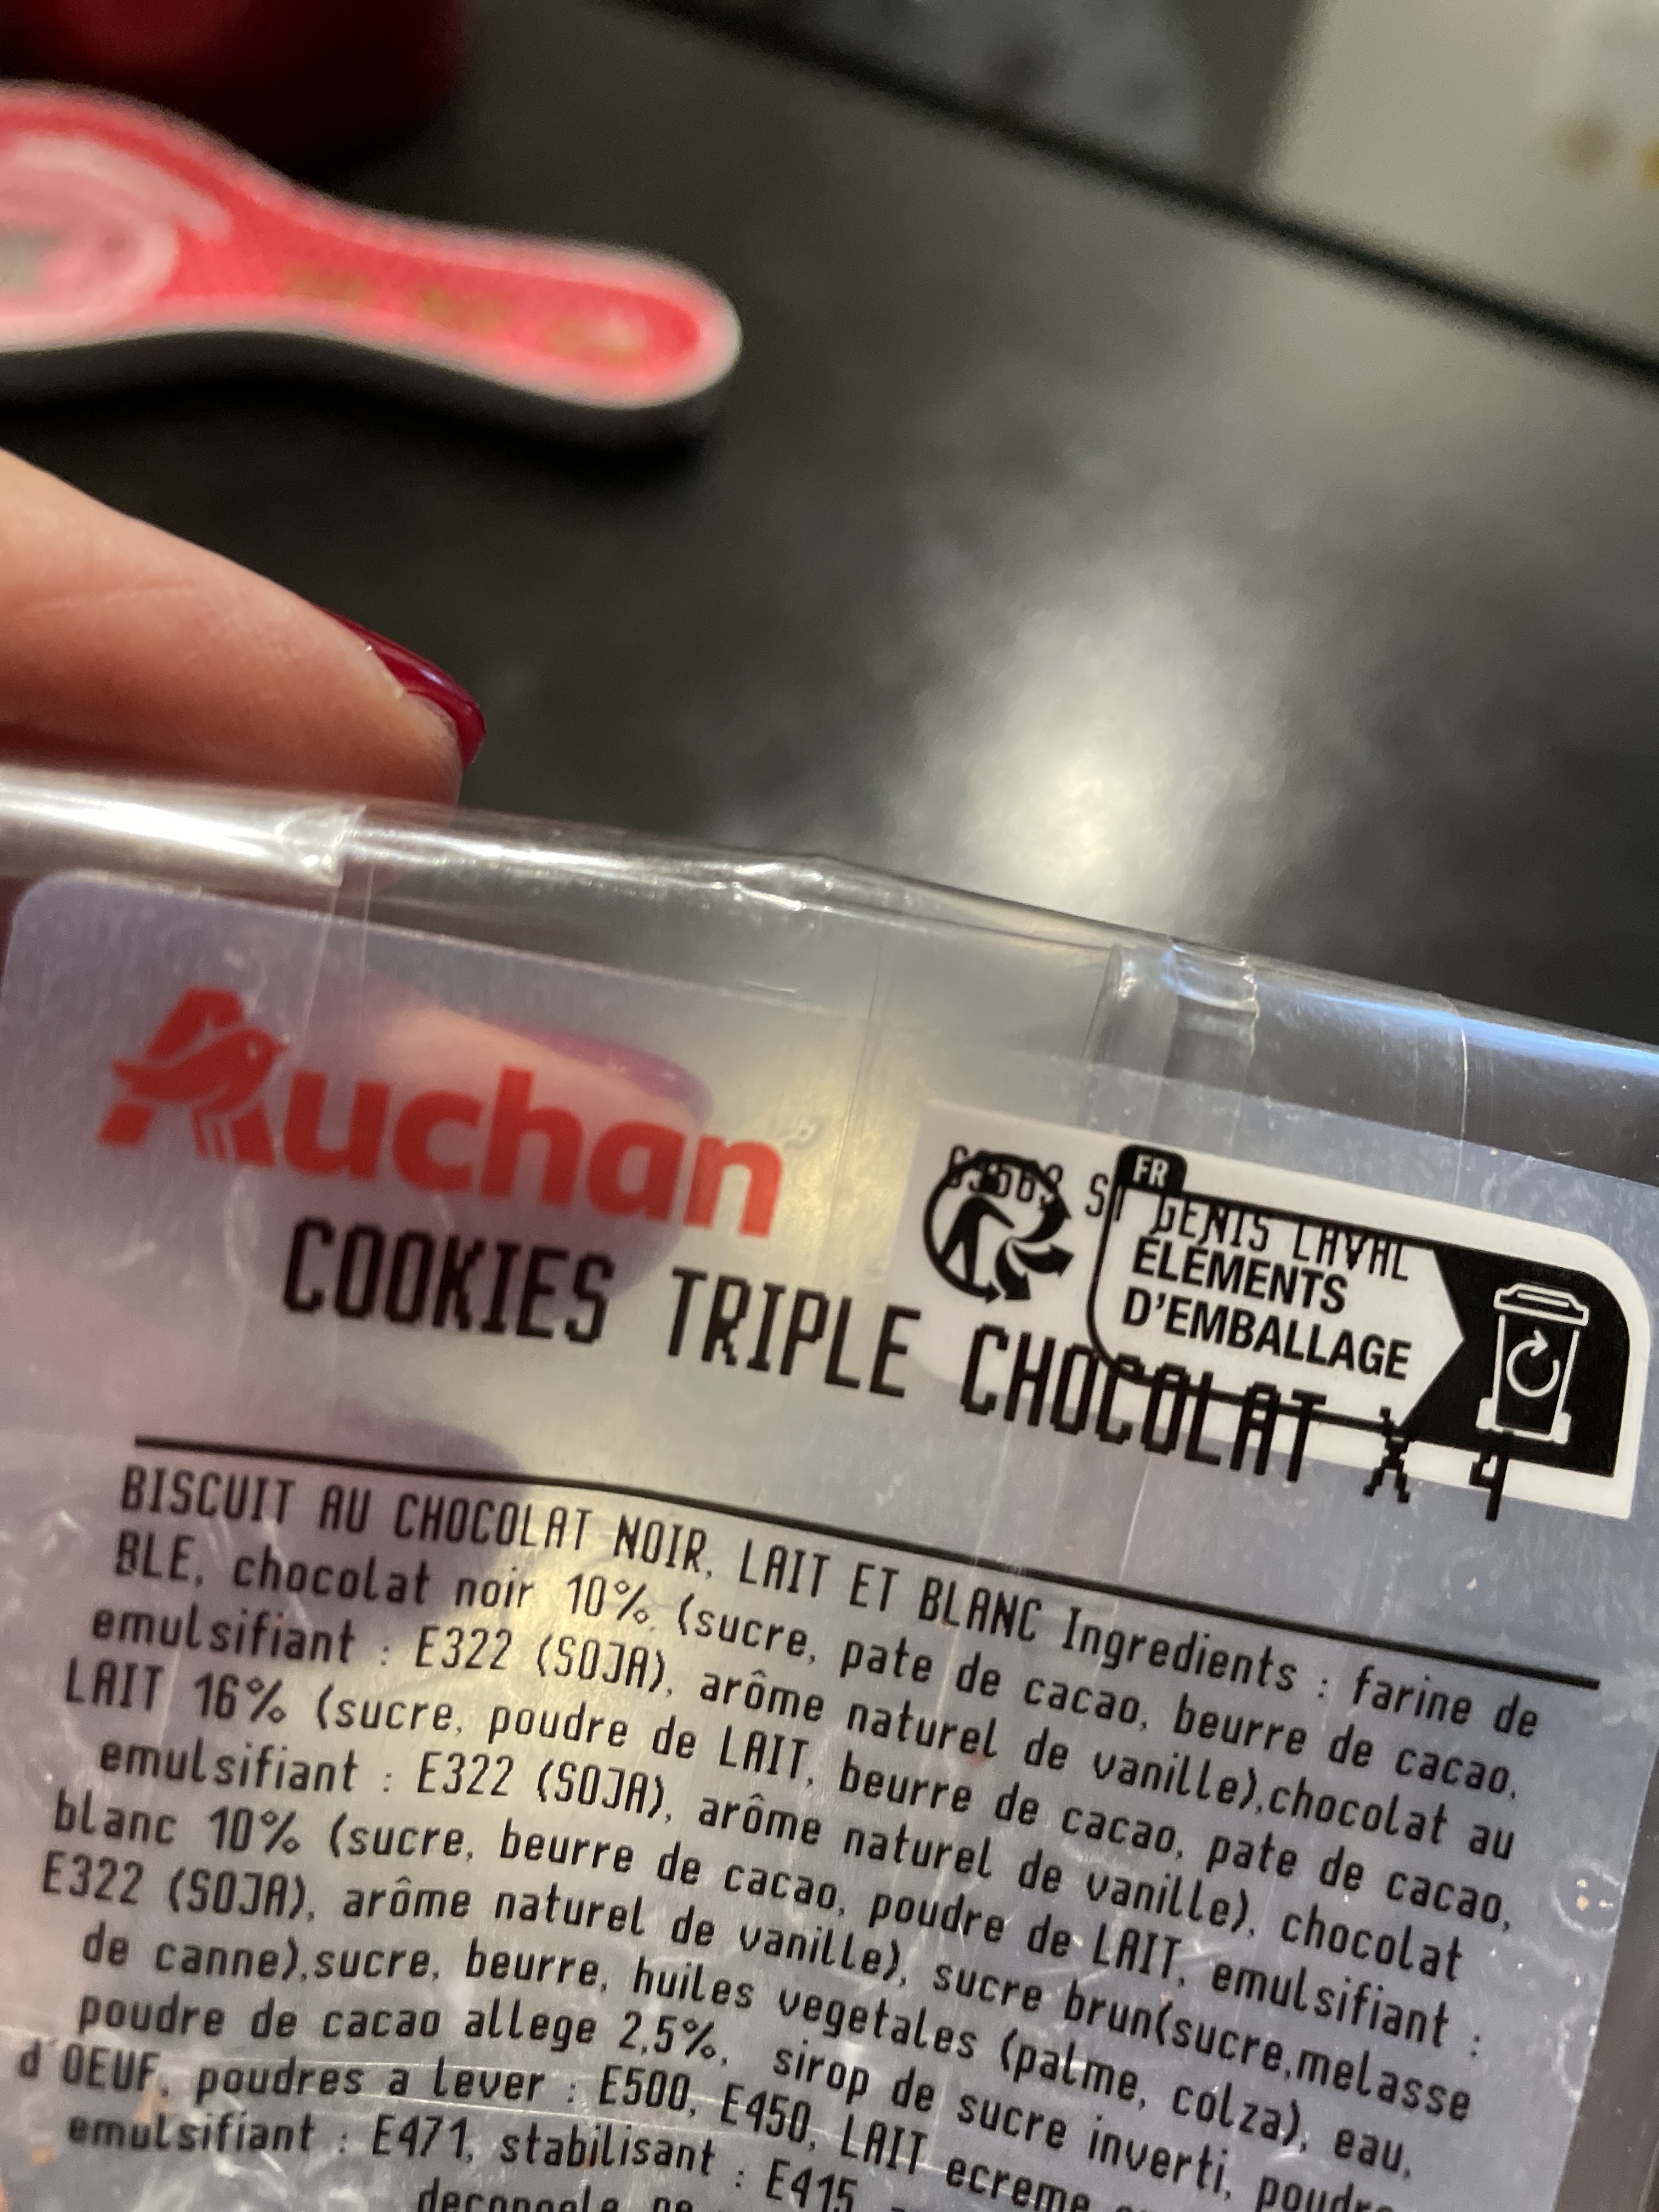 Auchan
69563 ST GENIS LAVAL
FR
ÉLÉMENTS
D'EMBALLAGE
COOKIES TRIPLE CHOCOLAT X 4
BISCUIT AU CHOCOLAT NOIR, LAIT ET BLANC Ingredients : farine de
BLE, chocolat noir 10% (sucre, pate de cacao, beurre de cacao,
emulsifiant : E322 (SOJA), arôme naturel de vanille),chocolat au
LAIT 16% (sucre, poudre de LAIT, beurre de cacao, pate de cacao,
emulsifiant : E322 (SOJA), arôme naturel de vanille), chocolat
blanc 10% (sucre, beurre de cacao, poudre de LAIT, emulsifiant :
E322 (SOJA), arôme naturel de vanille), sucre brun(sucre,melasse
de canne),sucre, beurre, huiles vegetales (palme, colza), eau,
poudre de cacao allege 2,5%, sirop de sucre inverti, poudre
d'OEUF, poudres a lever : E500, E450, LAIT ecreme
emulsifiant : E471, stabilisant : E415